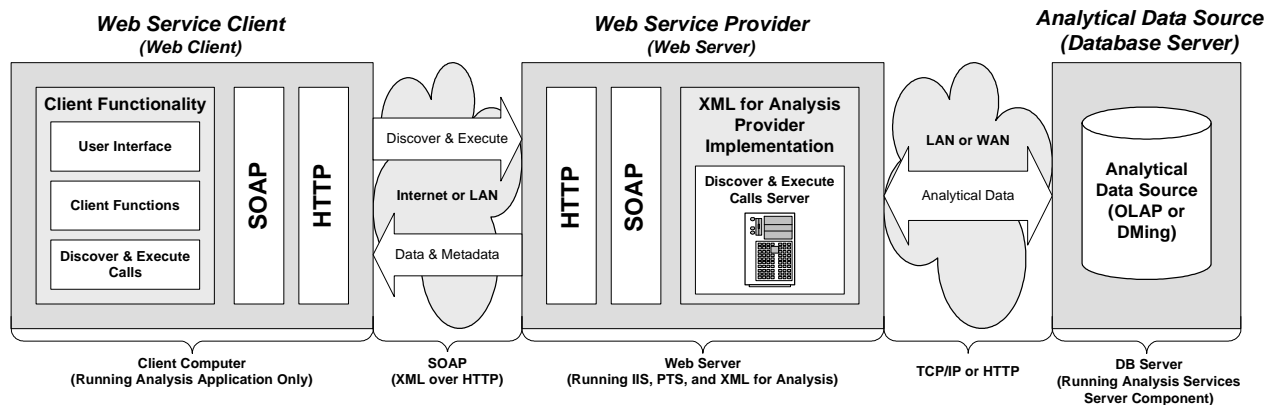 Web Service Client
(Web Client)
Web Service Provider
(Web Server)
Analytical Data Source
(Database Server)
Client Functionality
User Interface
Client Functions
Discover & Execute
Calls
SOAP
HTTP
Discover & Execute
Internet or LAN
Data & Metadata
HTTP
SOAP
XML for Analysis
Provider
Implementation
Discover & Execute
Calls Server
LAN or WAN
Analytical Data
Analytical
Data Source
(OLAP or
DMing)
Client Computer
(Running Analysis Application Only)
SOAP
(XML over HTTP)
Web Server
(Running IIS, PTS, and XML for Analysis)
TCP/IP or HTTP
DB Server
(Running Analysis Services
Server Component)